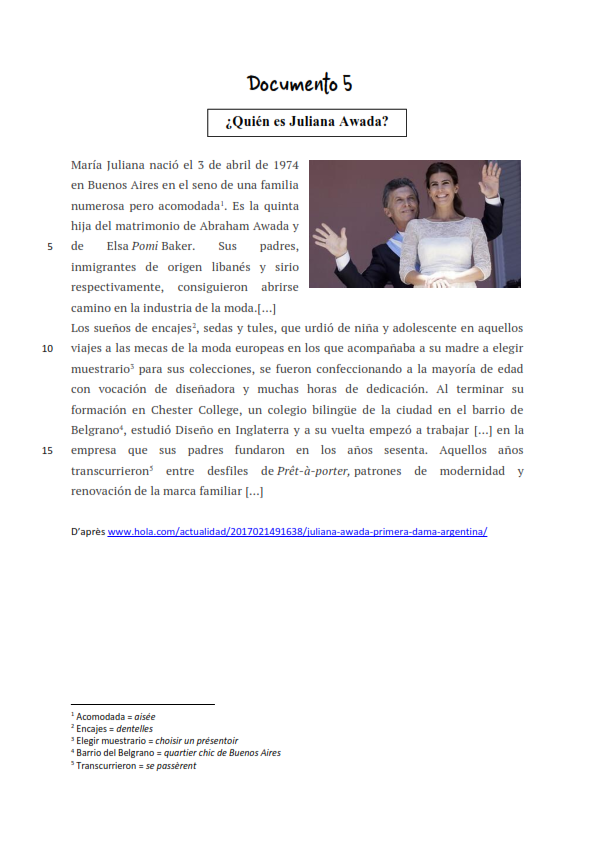 Documento 5
¿Quién es Juliana Awada?
María Juliana nació el 3 de abril de 1974
en Buenos Aires en el seno de una familia
numerosa pero acomodada¹. Es la quinta
hija del matrimonio de Abraham Awada y
5 de Elsa Pomi Baker. Sus padres,
inmigrantes de origen libanés y sirio
respectivamente, consiguieron abrirse
camino en la industria de la moda.[...]
Los sueños de encajes², sedas y tules, que urdió de niña y adolescente en aquellos
10 viajes a las mecas de la moda europeas en los que acompañaba a su madre a elegir
muestrario³ para sus colecciones, se fueron confeccionando a la mayoría de edad
con vocación de diseñadora y muchas horas de dedicación. Al terminar su
formación en Chester College, un colegio bilingüe de la ciudad en el barrio de
Belgrano⁴, estudió Diseño en Inglaterra y a su vuelta empezó a trabajar [...] en la
15 empresa que sus padres fundaron en los años sesenta. Aquellos años
transcurrieron⁵ entre desfiles de Prêt-à-porter, patrones de modernidad y
renovación de la marca familiar [...]
D'après www.hola.com/actualidad/2017021491638/juliana-awada-primera-dama-argentina/
¹ Acomodada = aisée
² Encajes = dentelles
³ Elegir muestrario = choisir un présentoir
⁴ Barrio del Belgrano = quartier chic de Buenos Aires
⁵ Transcurrieron = se passèrent